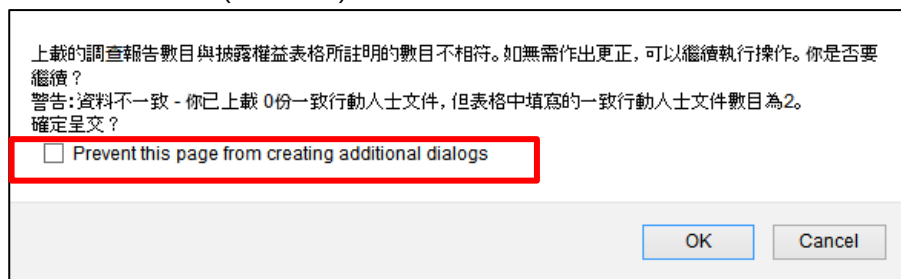 上載的調查報告數目與披露權益表格所註明的數目不相符。如無需作出更正，可以繼續執行操作。你是否要
繼續？
警告：資料不一致 - 你已上載 0份一致行動人士文件，但表格中填寫的一致行動人士文件數目為2。
確定呈交？
Prevent this page from creating additional dialogs
OK
Cancel